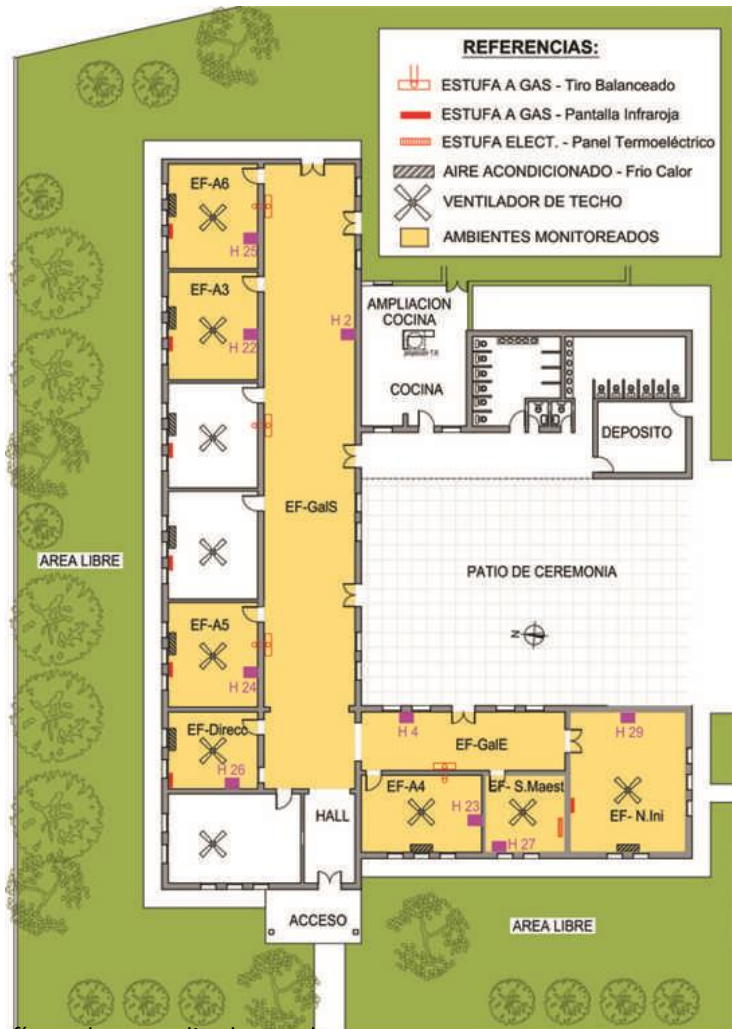 REFERENCIAS:
ESTUFA A GAS - Tiro Balanceado
ESTUFA A GAS - Pantalla Infraroja
ESTUFA ELECT. - Panel Termoeléctrico
AIRE ACONDICIONADO - Frio Calor
VENTILADOR DE TECHO
AMBIENTES MONITOREADOS
EF-A6
H 25
EF-A3
H 22
H 2
AMPLIACION
COCINA
COCINA
DEPOSITO
EF-GalS
AREA LIBRE
PATIO DE CEREMONIA
N
EF-A5
H 24
EF-Direcc
H 26
H 4
EF-GalE
H 29
EF-A4
H 23
EF- S.Maest
H 27
EF- N.Ini
HALL
ACCESO
AREA LIBRE